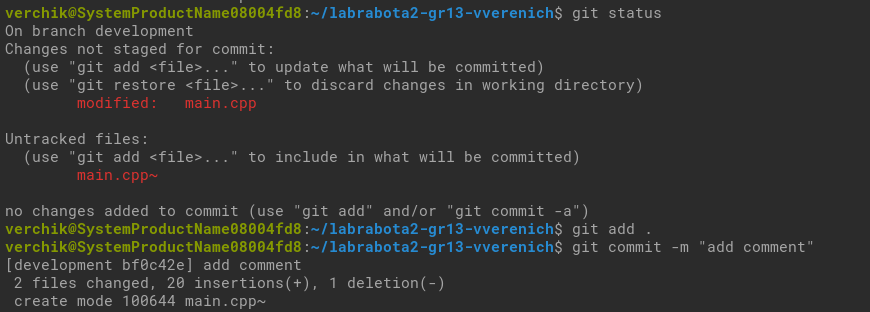 verchik@SystemProductName08004fd8:~/labrabota2-gr13-vverenich$ git status
On branch development
Changes not staged for commit:
  (use "git add <file>..." to update what will be committed)
  (use "git restore <file>..." to discard changes in working directory)
        modified:   main.cpp

Untracked files:
  (use "git add <file>..." to include in what will be committed)
        main.cpp~

no changes added to commit (use "git add" and/or "git commit -a")
verchik@SystemProductName08004fd8:~/labrabota2-gr13-vverenich$ git add .
verchik@SystemProductName08004fd8:~/labrabota2-gr13-vverenich$ git commit -m "add comment"
[development bf0c42e] add comment
 2 files changed, 20 insertions(+), 1 deletion(-)
 create mode 100644 main.cpp~